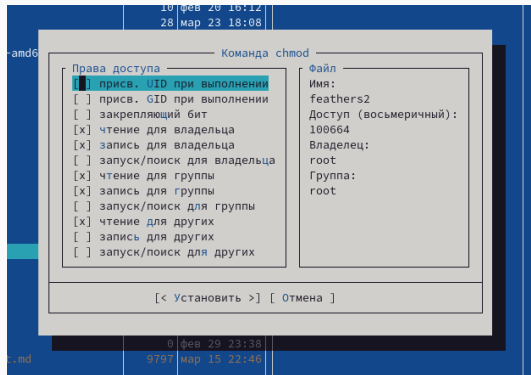 10 фев 20 16:12
28 мар 23 18:08
-amd6
Команда chmod
Права доступа
[ ] присв. UID при выполнении
[ ] присв. GID при выполнении
[ ] закрепляющий бит
[x] чтение для владельца
[x] запись для владельца
[ ] запуск/поиск для владельца
[x] чтение для группы
[x] запись для группы
[ ] запуск/поиск для группы
[x] чтение для других
[ ] запись для других
[ ] запуск/поиск для других
Файл
Имя:
feathers2
Доступ (восьмеричный):
100664
Владелец:
root
Группа:
root
[< Установить >] [ Отмена ]
0 фев 29 23:38
t.md 9797 мар 15 22:46